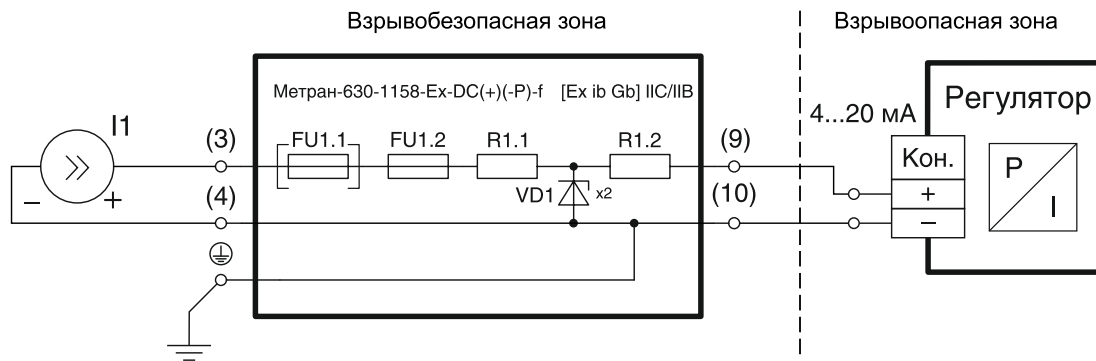 Взрывобезопасная зона
Взрывоопасная зона
Метран-630-1158-Ex-DC(+)(-P)-f [Ex ib Gb] IIC/IIB
Регулятор
4...20 мА
I1
(3)
FU1.1
FU1.2
R1.1
R1.2
(9)
Кон.
P
I
+
−
− +
(4)
VD1
x2
(10)